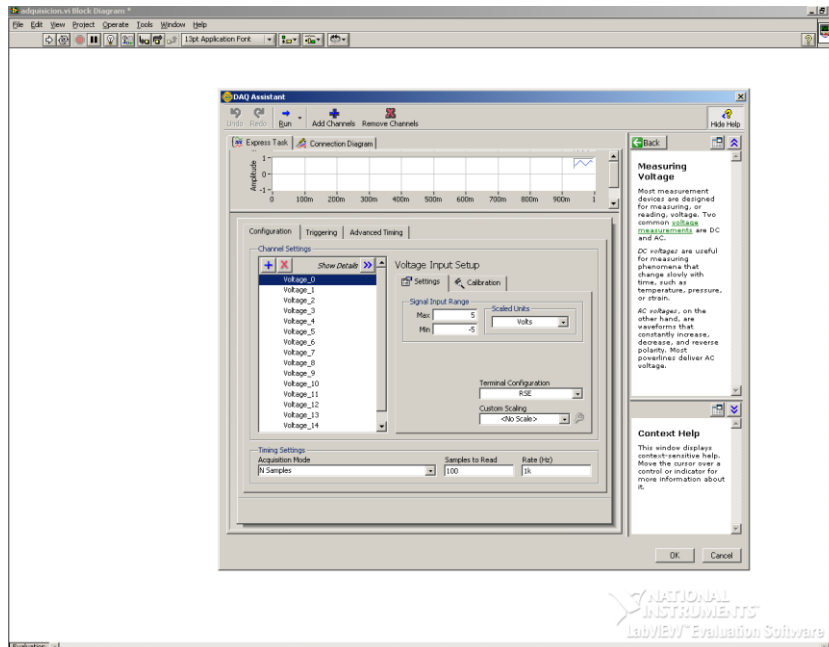 adquisicion.vi Block Diagram *
File Edit View Project Operate Tools Window Help
13pt Application Font
DAQ Assistant
Undo Redo Run Add Channels Remove Channels Hide Help
Express Task Connection Diagram
Back
Amplitude
1
0
-1
0 100m 200m 300m 400m 500m 600m 700m 800m 900m 1
Configuration Triggering Advanced Timing
Channel Settings
Show Details
Voltage_0
Voltage_1
Voltage_2
Voltage_3
Voltage_4
Voltage_5
Voltage_6
Voltage_7
Voltage_8
Voltage_9
Voltage_10
Voltage_11
Voltage_12
Voltage_13
Voltage_14
Voltage Input Setup
Settings Calibration
Signal Input Range
Max 5
Min -5
Scaled Units
Volts
Terminal Configuration
RSE
Custom Scaling
<No Scale>
Timing Settings
Acquisition Mode Samples to Read Rate (Hz)
N Samples 100 1k
Measuring
Voltage
Most measurement
devices are designed
for measuring, or
reading, voltage. Two
common voltage
measurements are DC
and AC.
DC voltages are useful
for measuring
phenomena that
change slowly with
time, such as
temperature, pressure,
or strain.
AC voltages, on the
other hand, are
waveforms that
constantly increase,
decrease, and reverse
polarity. Most
powerlines deliver AC
voltage.
Context Help
This window displays
context-sensitive help.
Move the cursor over a
control or indicator for
more information about
it.
OK Cancel
NATIONAL
INSTRUMENTS
LabVIEW™ Evaluation Software
Evaluation